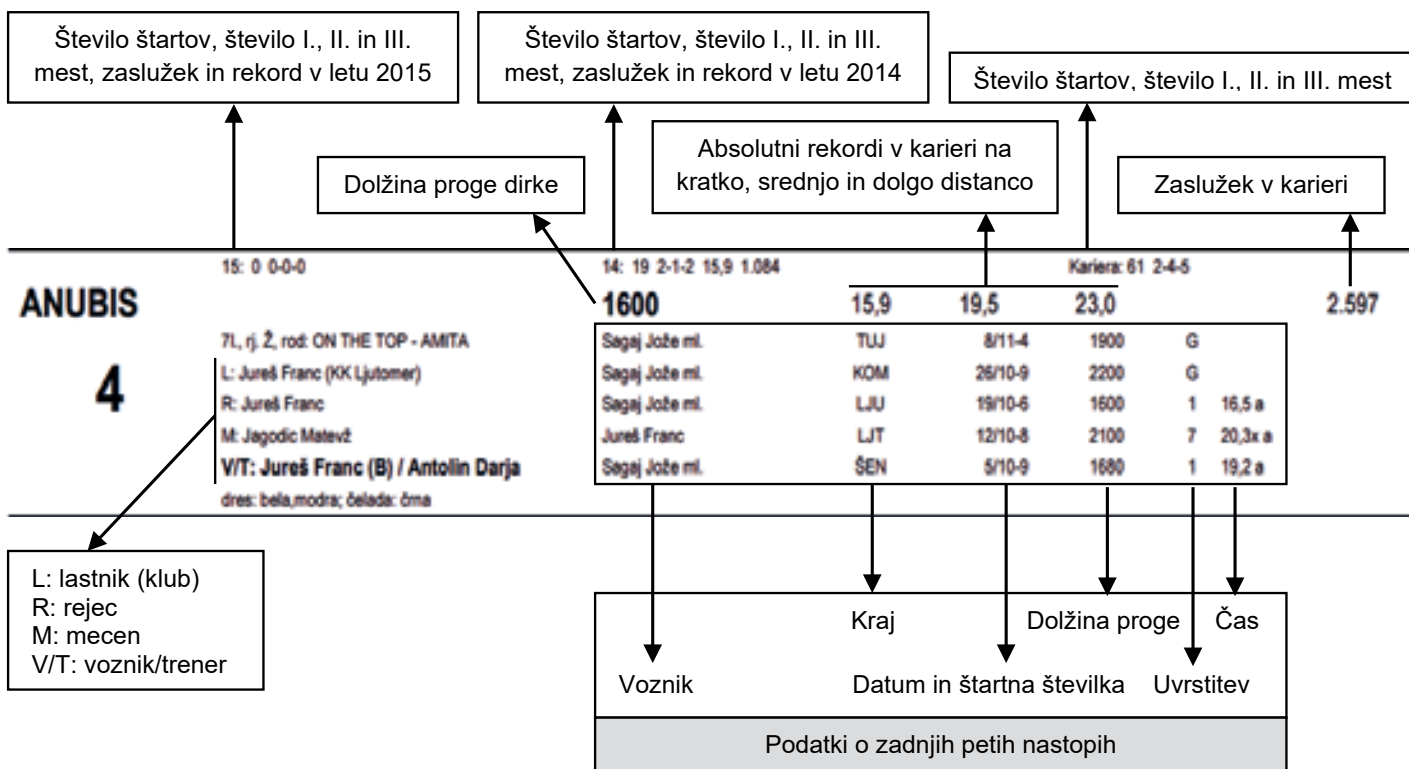 Število štartov, število I., II. in III.
mest, zaslužek in rekord v letu 2015
Število štartov, število I., II. in III.
mest, zaslužek in rekord v letu 2014
Število štartov, število I., II. in III. mest
Dolžina proge dirke
Absolutni rekordi v karieri na
kratko, srednjo in dolgo distanco
Zaslužek v karieri
15: 0 0-0-0
14: 19 2-1-2 15,9 1.084
Kariera: 61 2-4-5
ANUBIS
1600 15,9 19,5 23,0 2.597
7l., rj. Ž, rod: ON THE TOP - AMITA
Sagaj Jože ml. TUJ 8/11-4 1900 G
4
L: Jureš Franc (KK Ljutomer)
Sagaj Jože ml. KOM 26/10-9 2200 G
R: Jureš Franc
Sagaj Jože ml. LJU 19/10-6 1600 1 16,5 a
M: Jagodic Matevž
Jureš Franc LJT 12/10-8 2100 7 20,3x a
V/T: Jureš Franc (B) / Antolin Darja
Sagaj Jože ml. ŠEN 5/10-9 1680 1 19,2 a
dres: bela,modra; čelada: črna
L: lastnik (klub)
R: rejec
M: mecen
V/T: voznik/trener
Kraj Dolžina proge Čas
Voznik Datum in štartna številka Uvrstitev
Podatki o zadnjih petih nastopih